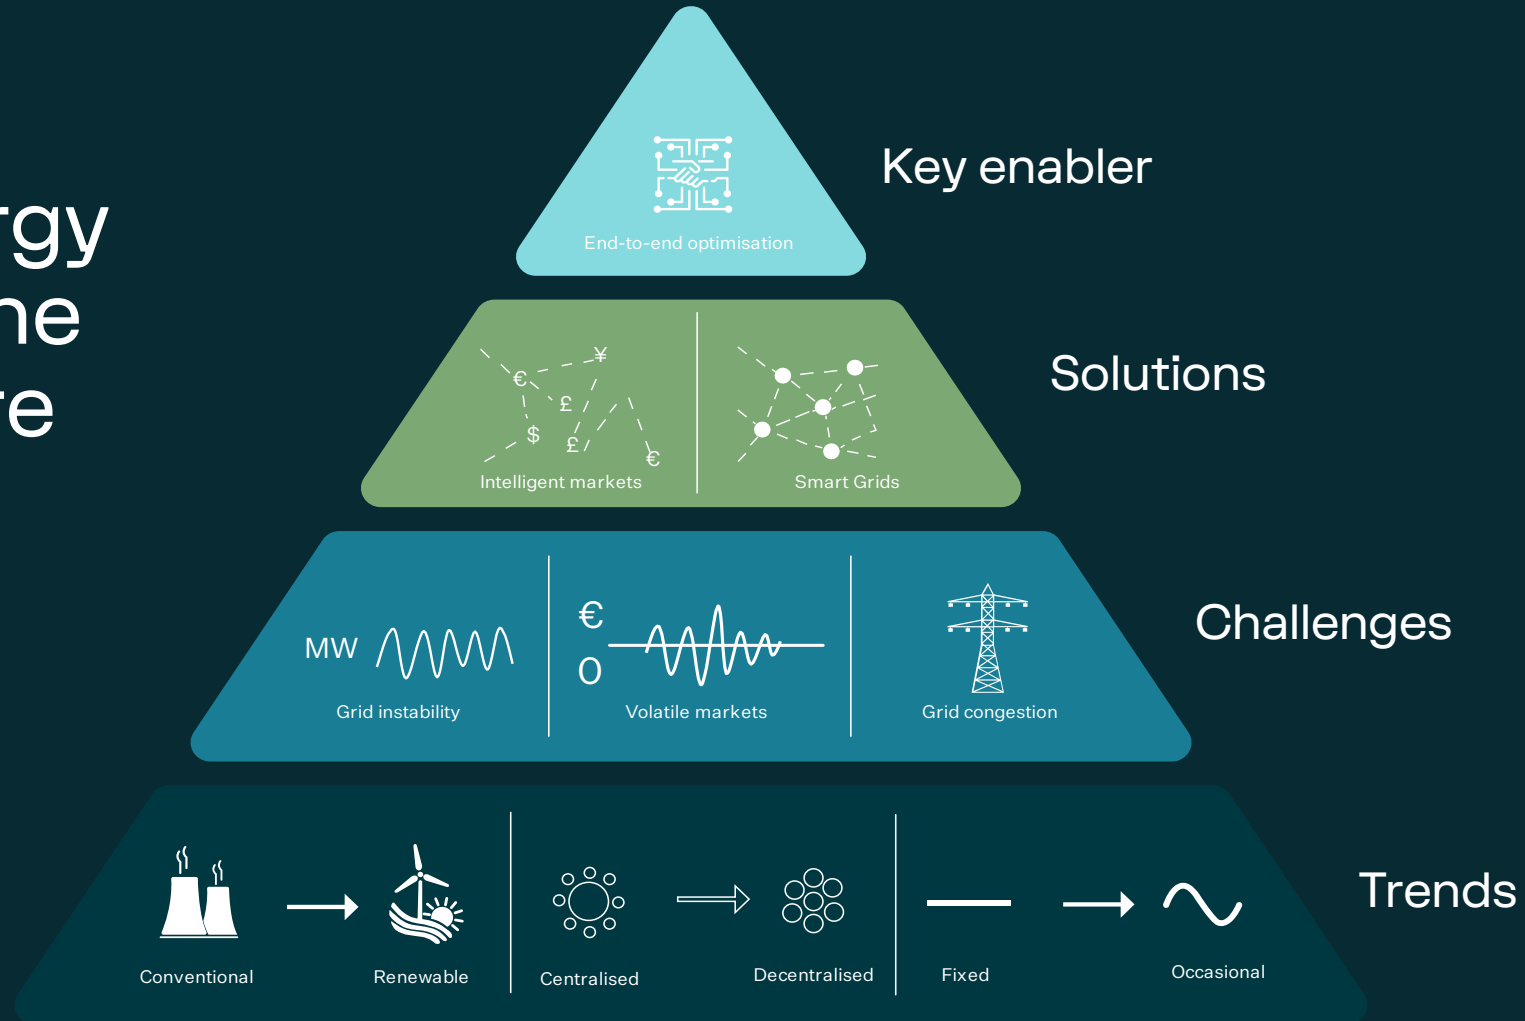 Key enabler
End-to-end optimisation
Solutions
¥
€
£
$
£
€
Intelligent markets
Smart Grids
Challenges
€
0
MW
Grid instability
Volatile markets
Grid congestion
Trends
Conventional
Renewable
Centralised
Decentralised
Fixed
Occasional